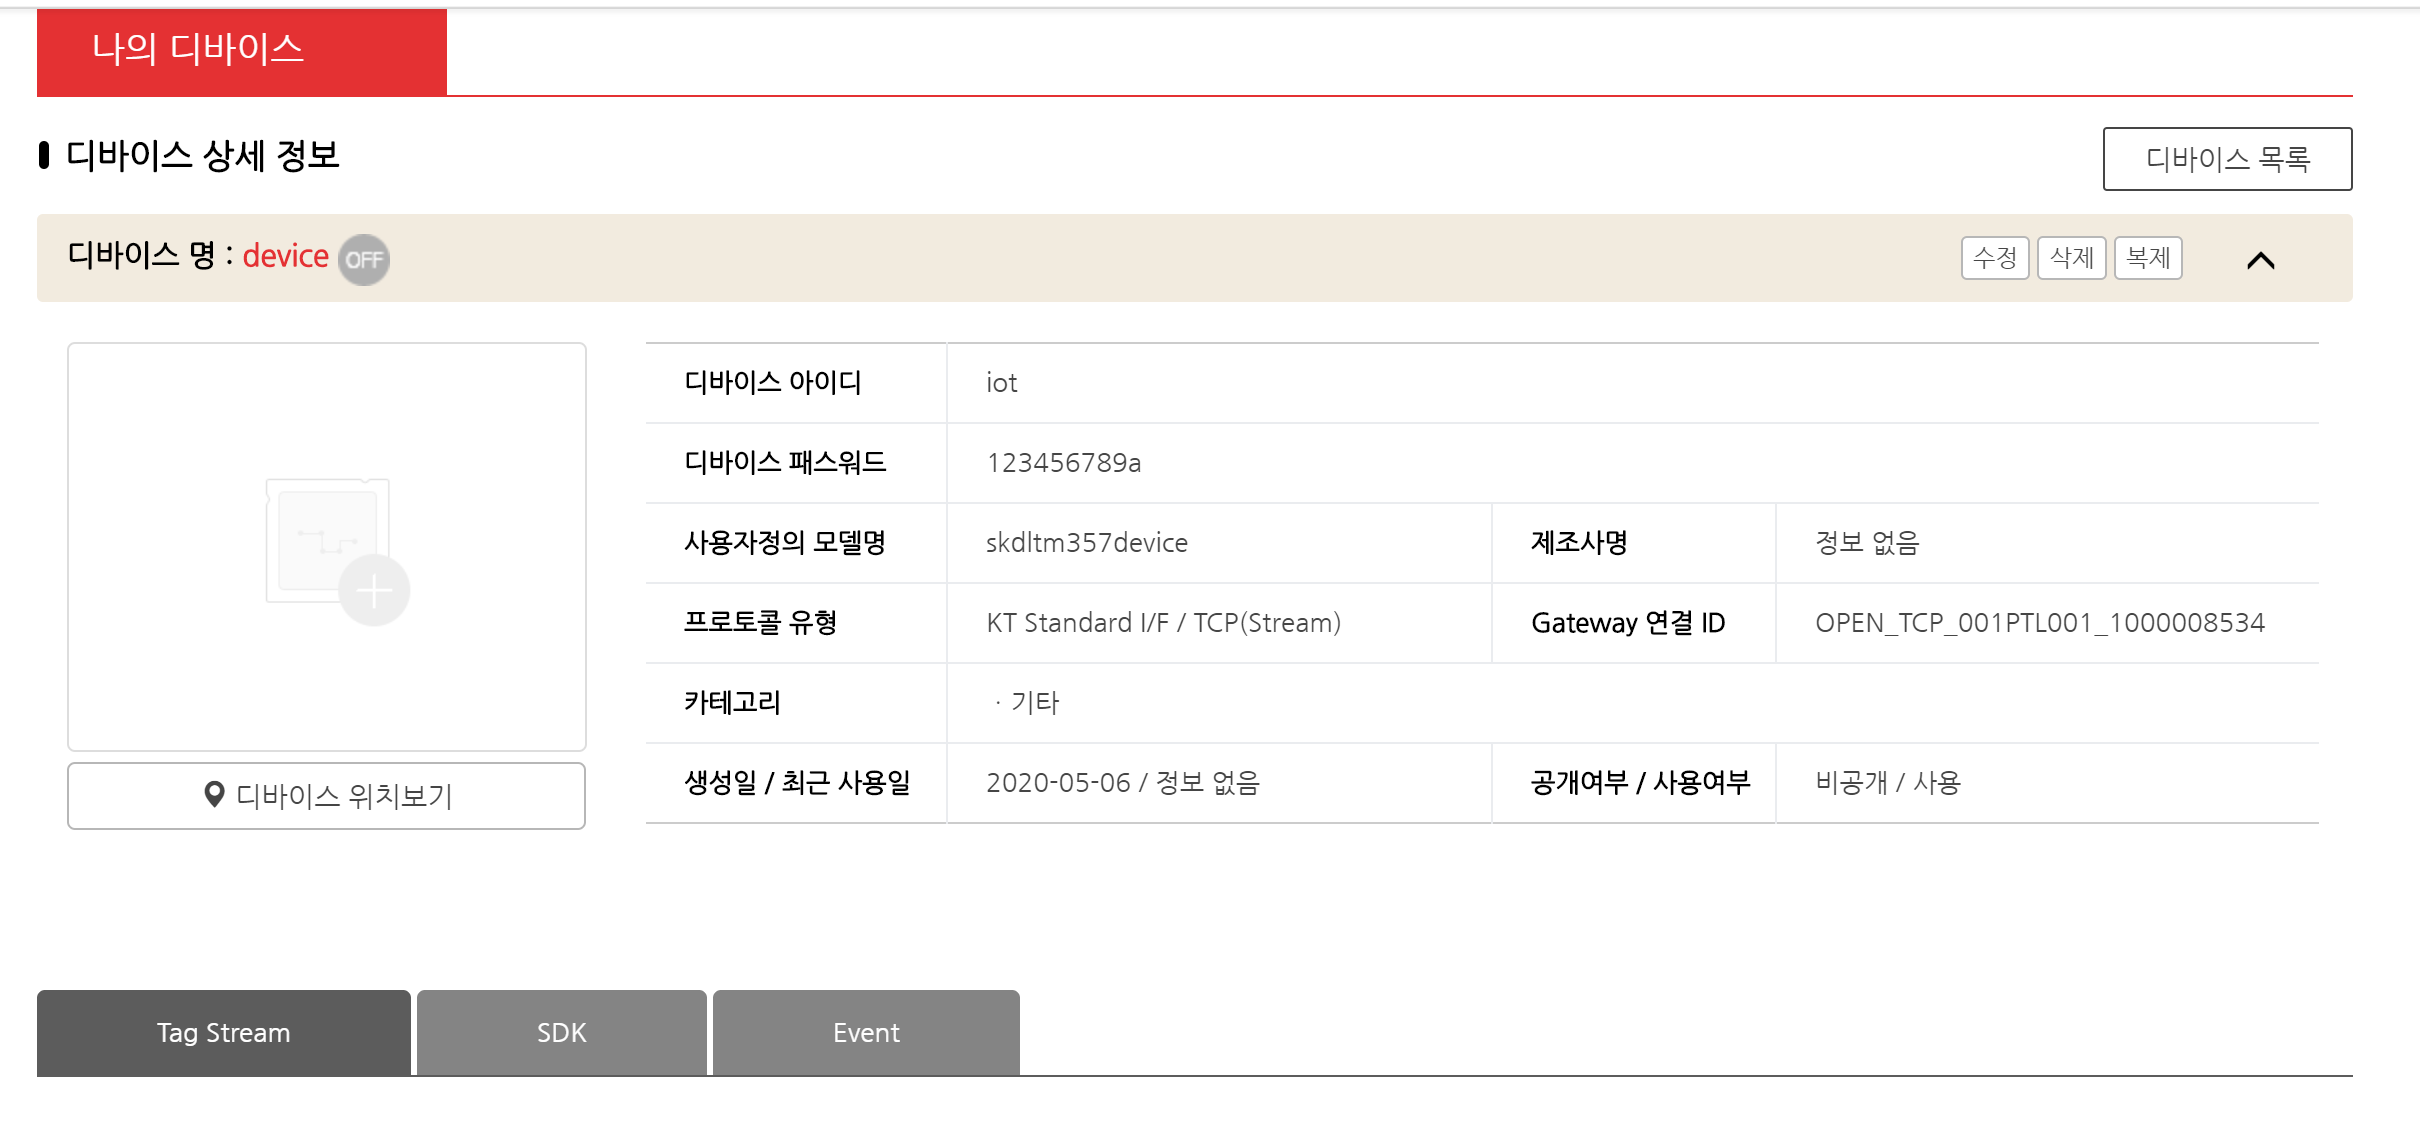 나의 디바이스
디바이스 상세 정보
디바이스 목록
디바이스 명 : device OFF
수정 삭제 복제
디바이스 아이디 iot
디바이스 패스워드 123456789a
사용자정의 모델명 skdltm357device 제조사명 정보 없음
프로토콜 유형 KT Standard I/F / TCP(Stream) Gateway 연결 ID OPEN_TCP_001PTL001_1000008534
카테고리 · 기타
생성일 / 최근 사용일 2020-05-06 / 정보 없음 공개여부 / 사용여부 비공개 / 사용
디바이스 위치보기
Tag Stream SDK Event